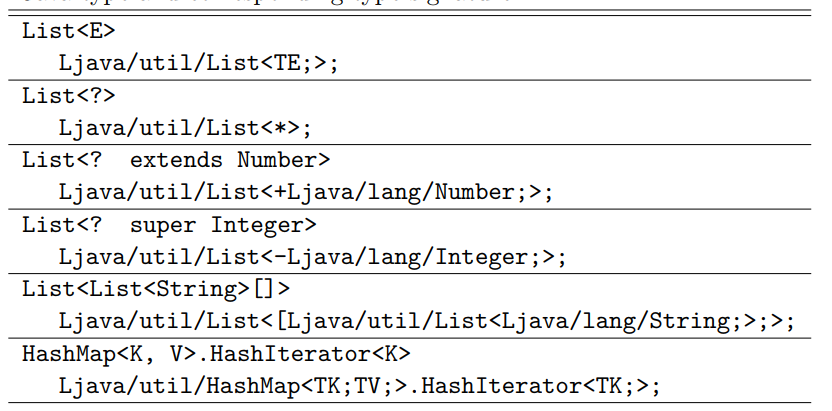 List<E>
Ljava/util/List<TE;>;
List<?>
Ljava/util/List<*>;
List<?  extends Number>
Ljava/util/List<+Ljava/lang/Number;>;
List<?  super Integer>
Ljava/util/List<-Ljava/lang/Integer;>;
List<List<String>[]>
Ljava/util/List<[Ljava/util/List<Ljava/lang/String;>;>;
HashMap<K, V>.HashIterator<K>
Ljava/util/HashMap<TK;TV;>.HashIterator<TK;>;